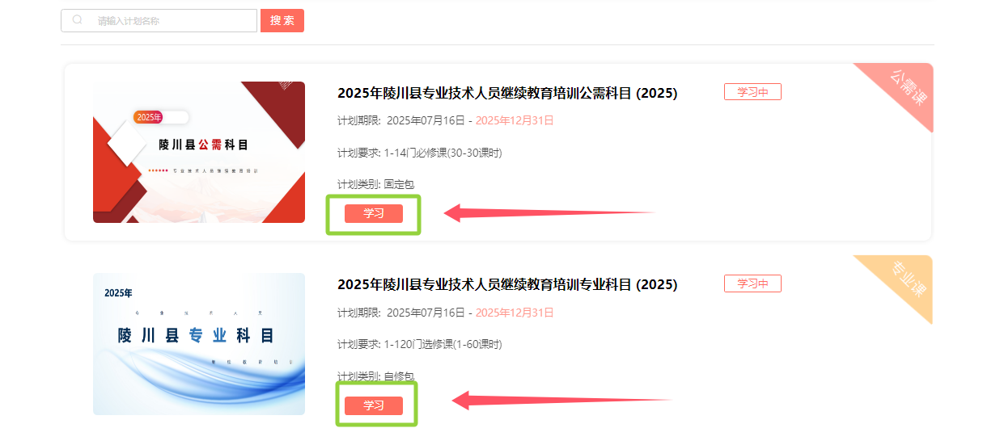 请输入计划名称
搜 索
公需课
2025年
陵川县公需科目
专业技术人员继续教育培训
2025年陵川县专业技术人员继续教育培训公需科目 (2025)
学习中
计划期限: 2025年07月16日 - 2025年12月31日
计划要求: 1-14门必修课(30-30课时)
计划类别: 固定包
学习
专业课
2025年
专业技术人员
陵川县专业科目
继续教育培训
2025年陵川县专业技术人员继续教育培训专业科目 (2025)
学习中
计划期限: 2025年07月16日 - 2025年12月31日
计划要求: 1-120门选修课(1-60课时)
计划类别: 自修包
学习